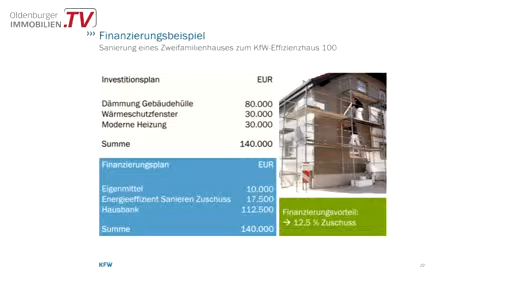 Oldenburger
IMMOBILIEN.TV
››› Finanzierungsbeispiel
Sanierung eines Zweifamilienhauses zum KfW-Effizienzhaus 100
Investitionsplan EUR
Dämmung Gebäudehülle 80.000
Wärmeschutzfenster 30.000
Moderne Heizung 30.000
Summe 140.000
Finanzierungsplan EUR
Eigenmittel 10.000
Energieeffizient Sanieren Zuschuss 17.500
Hausbank 112.500
Summe 140.000
Finanzierungsvorteil:
→ 12,5 % Zuschuss
KFW